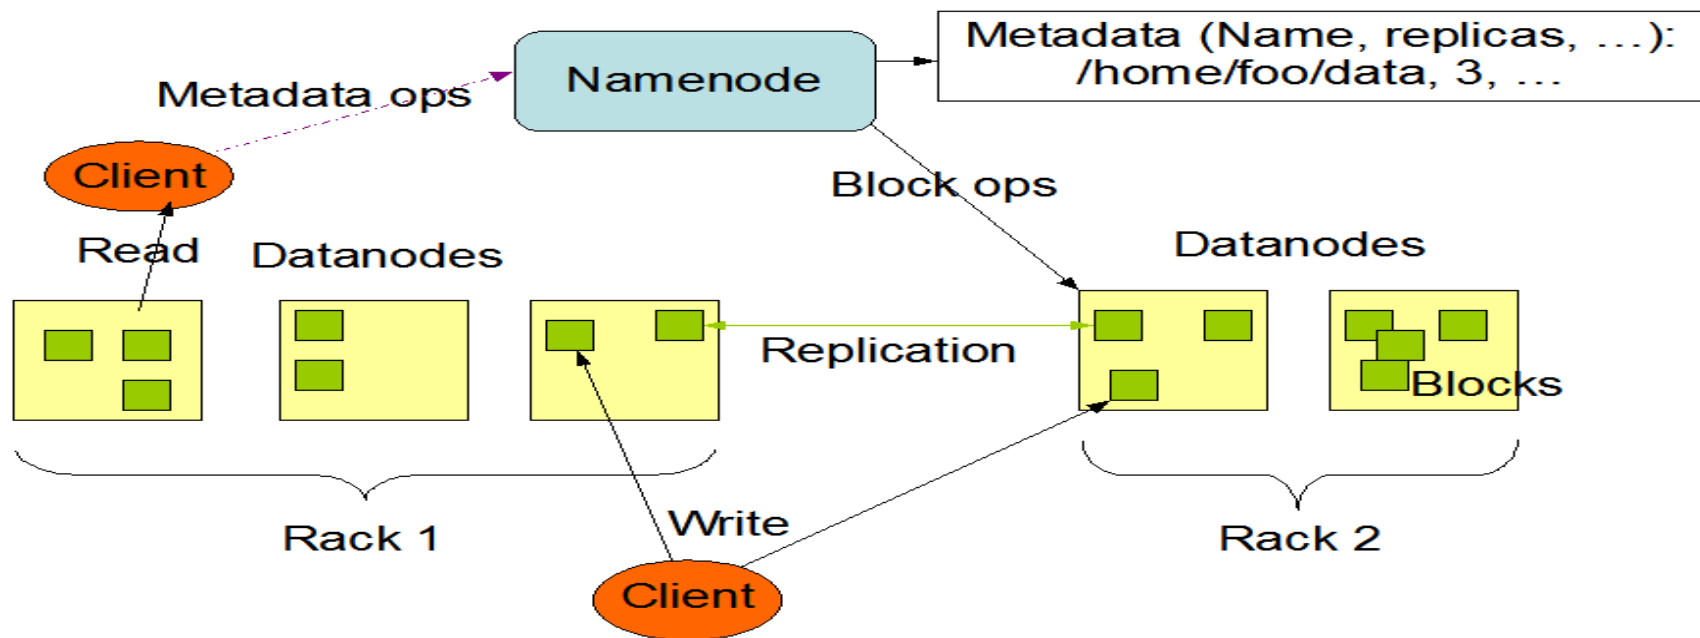 Metadata (Name, replicas, ...):
/home/foo/data, 3, ...
Namenode
Metadata ops
Client
Block ops
Read
Datanodes
Datanodes
Replication
Blocks
Rack 1
Write
Rack 2
Client